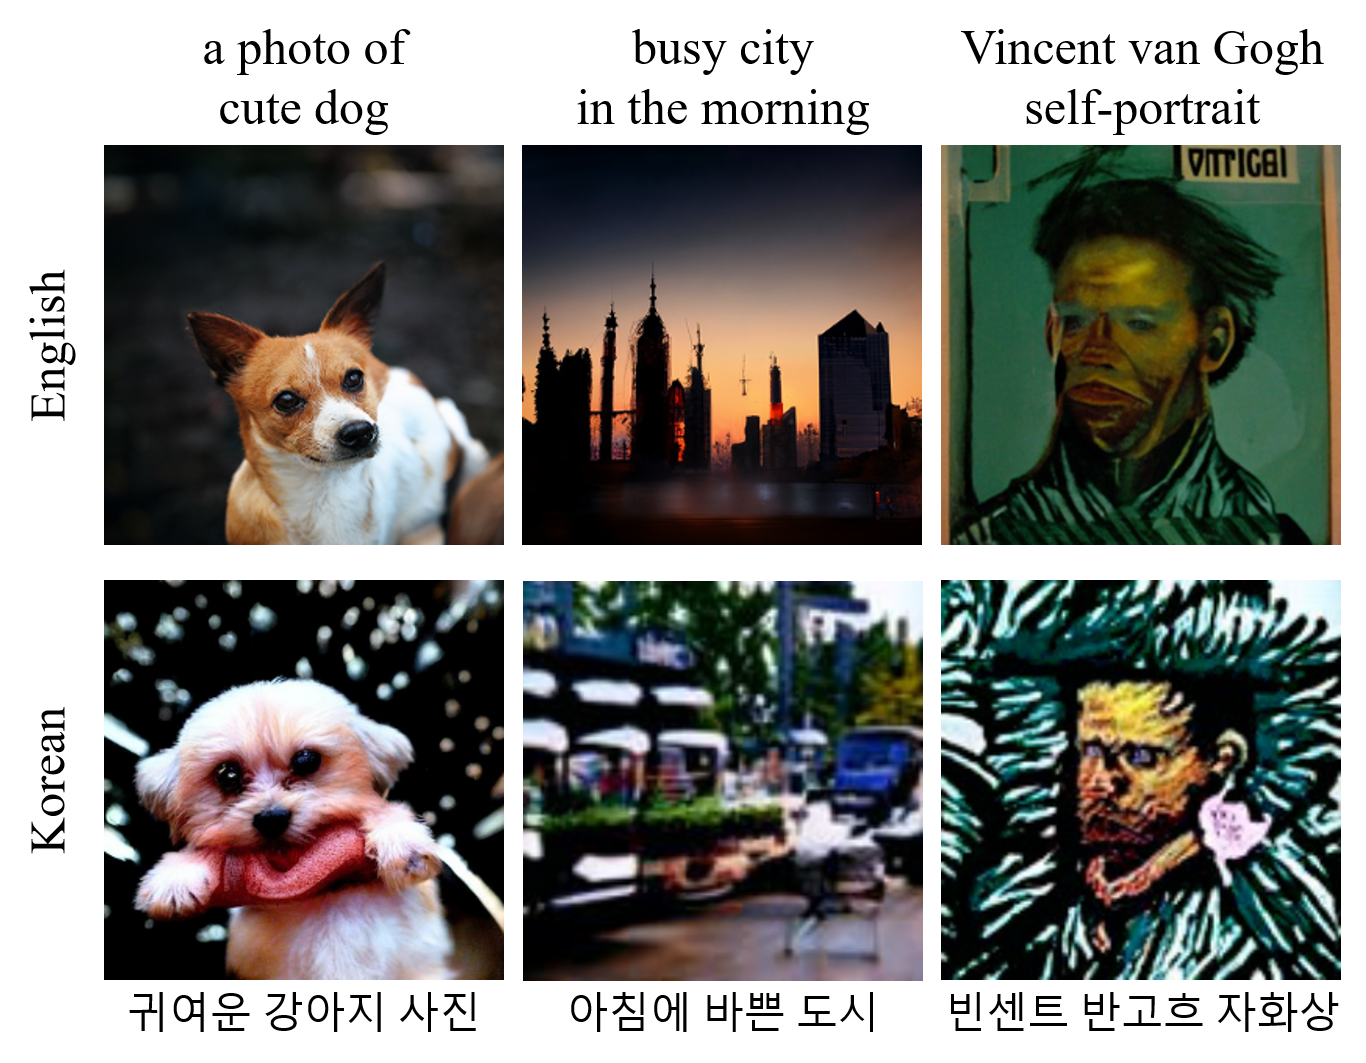 a photo of
cute dog
busy city
in the morning
Vincent van Gogh
self-portrait
English
Korean
귀여운 강아지 사진
아침에 바쁜 도시
빈센트 반고흐 자화상